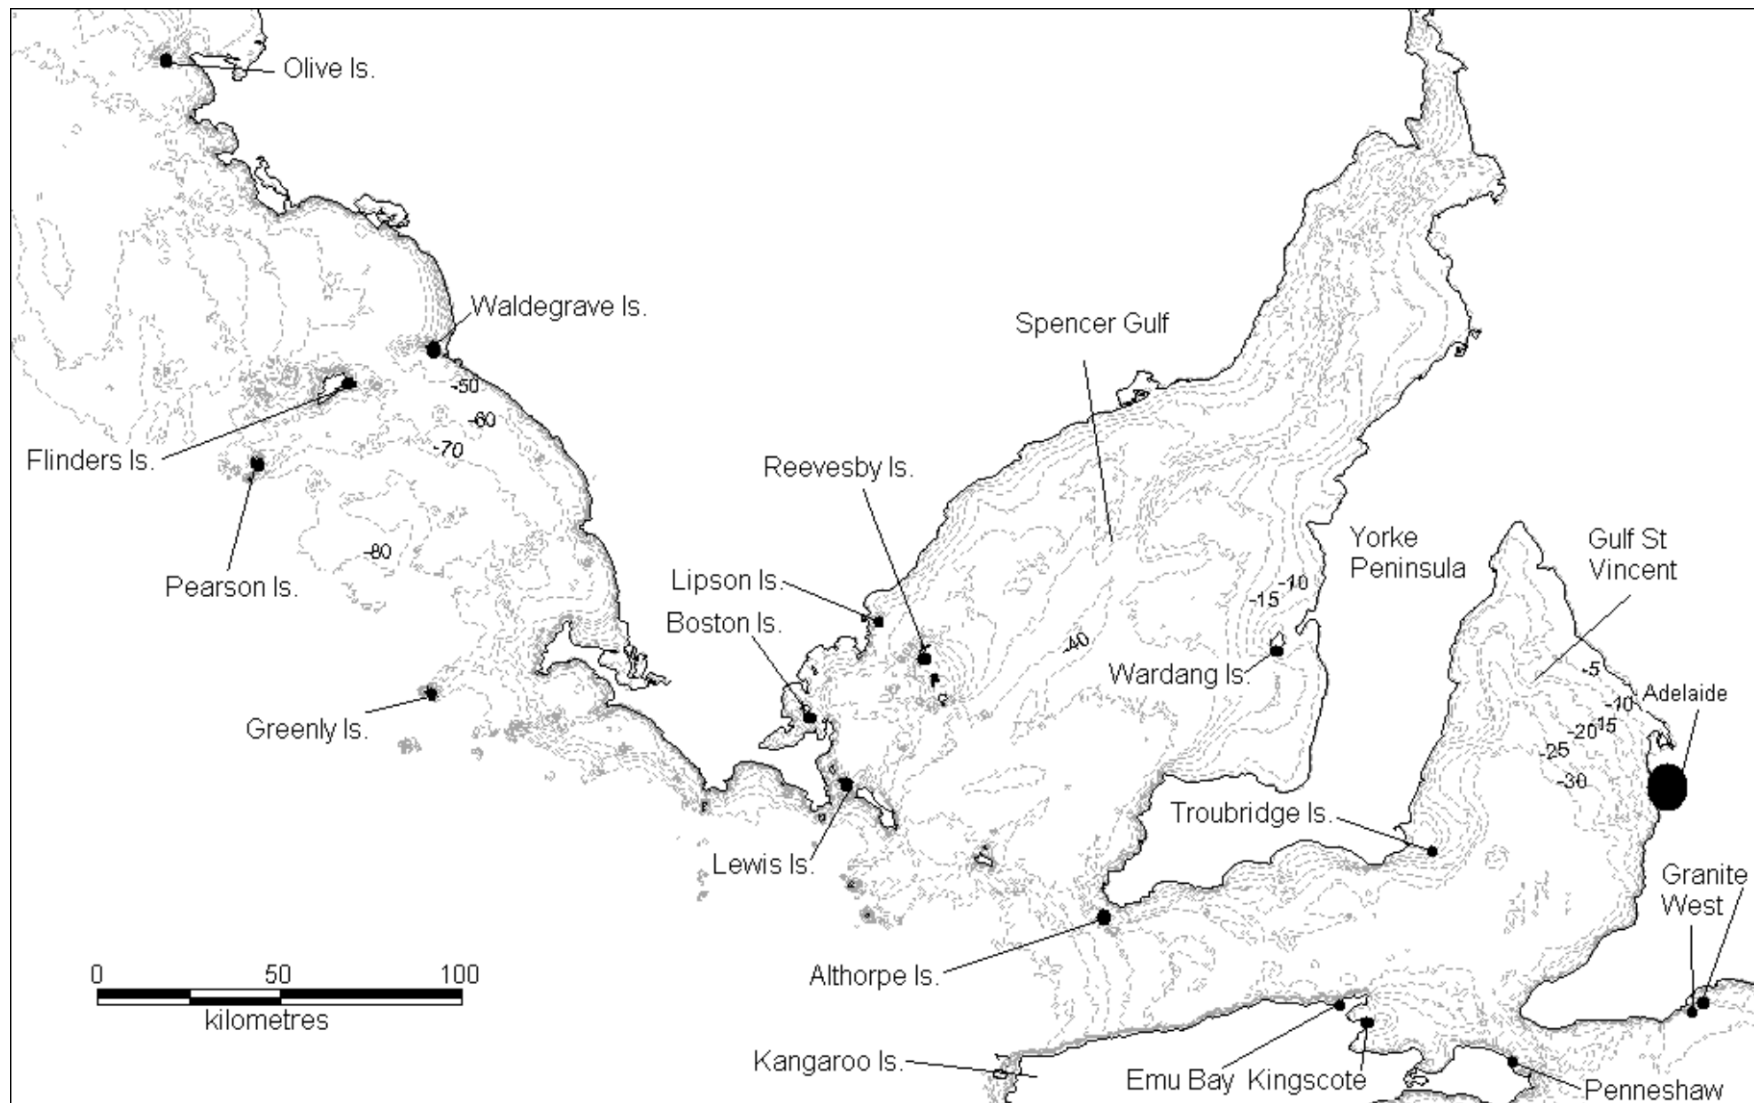 Olive Is.
Waldegrave Is.
Spencer Gulf
-50
-60
-70
Flinders Is.
Reevesby Is.
Yorke
Peninsula
Gulf St
Vincent
-80
Pearson Is.
Lipson Is.
-10
-15
Boston Is.
-40
Wardang Is.
-5
Adelaide
-10
-15
-20
-25
-30
Greenly Is.
Troubridge Is.
Lewis Is.
Granite
West
Althorpe Is.
0 50 100
kilometres
Kangaroo Is.
Emu Bay
Kingscote
Penneshaw